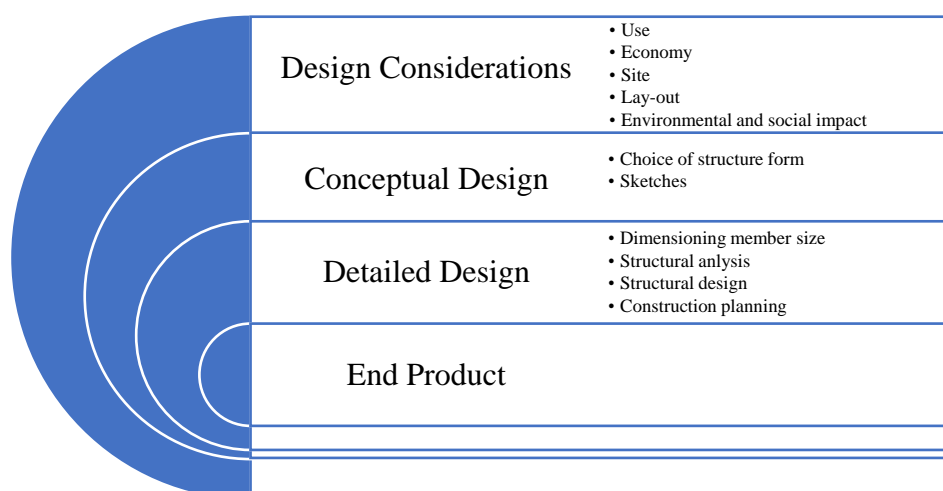 Design Considerations
• Use
• Economy
• Site
• Lay-out
• Environmental and social impact
Conceptual Design
• Choice of structure form
• Sketches
Detailed Design
• Dimensioning member size
• Structural anlysis
• Structural design
• Construction planning
End Product